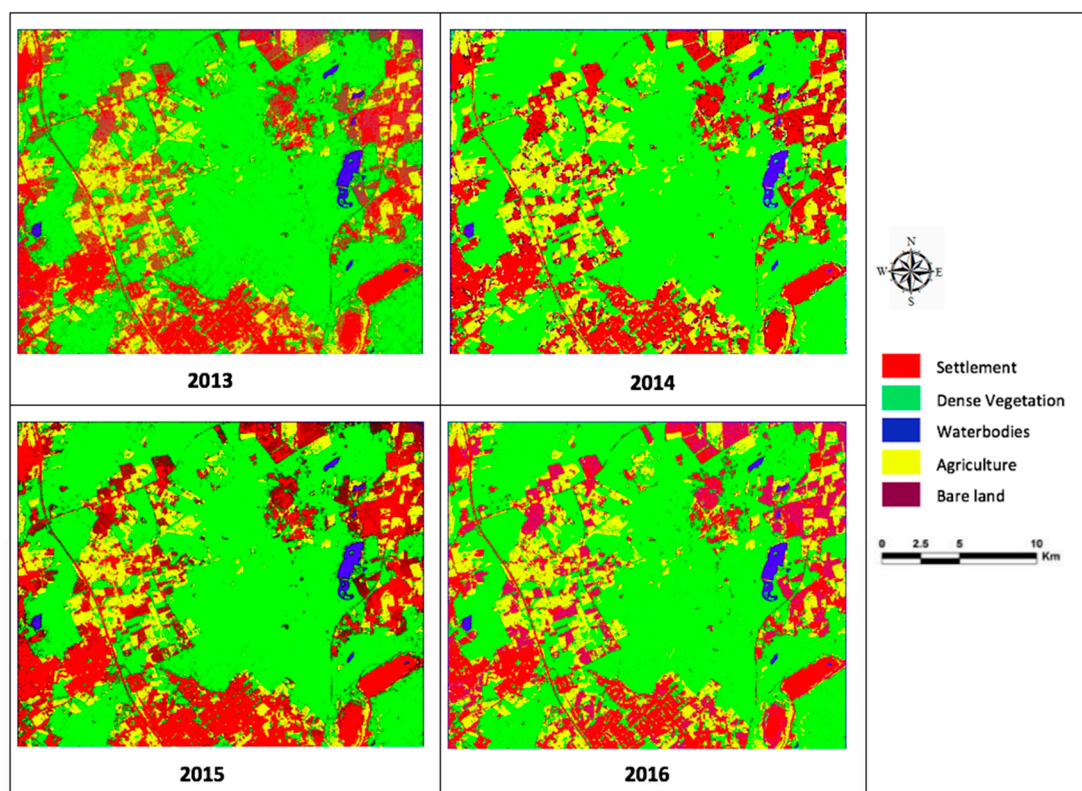 2013
2014
N
W E
S
Settlement
Dense Vegetation
Waterbodies
Agriculture
Bare land
0 2.5 5 10
Km
2015
2016